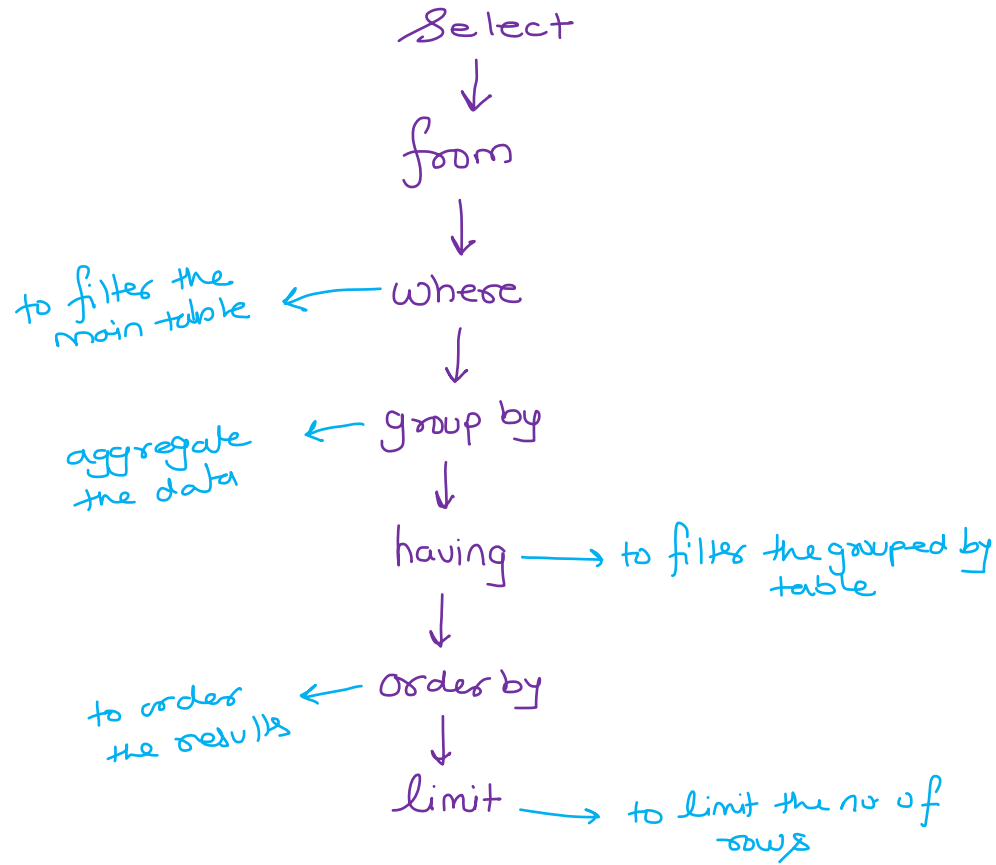 Select
from
where
to filter the
main table
group by
aggregate
the data
having
to filter the grouped by
table
order by
to order
the results
limit
to limit the no of
rows